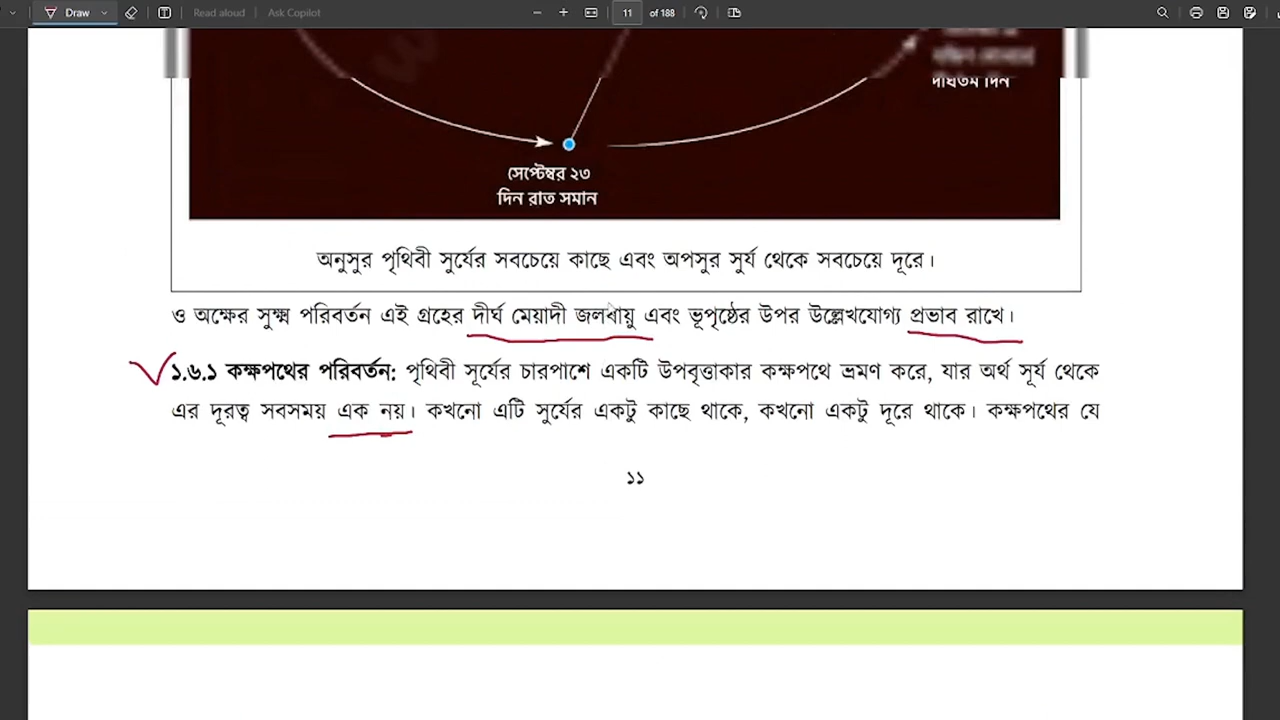 Draw
Read aloud
Ask Copilot
11
of 188
দীর্ঘতম দিন
সেপ্টেম্বর ২৩
দিন রাত সমান
অনুসুর পৃথিবী সুর্যের সবচেয়ে কাছে এবং অপসুর সুর্য থেকে সবচেয়ে দূরে।
ও অক্ষের সুক্ষ্ম পরিবর্তন এই গ্রহের দীর্ঘ মেয়াদী জলবায়ু এবং ভূপৃষ্ঠের উপর উল্লেখযোগ্য প্রভাব রাখে।
১.৬.১ কক্ষপথের পরিবর্তন: পৃথিবী সূর্যের চারপাশে একটি উপবৃত্তাকার কক্ষপথে ভ্রমণ করে, যার অর্থ সূর্য থেকে
এর দূরত্ব সবসময় এক নয়। কখনো এটি সুর্যের একটু কাছে থাকে, কখনো একটু দূরে থাকে। কক্ষপথের যে
১১